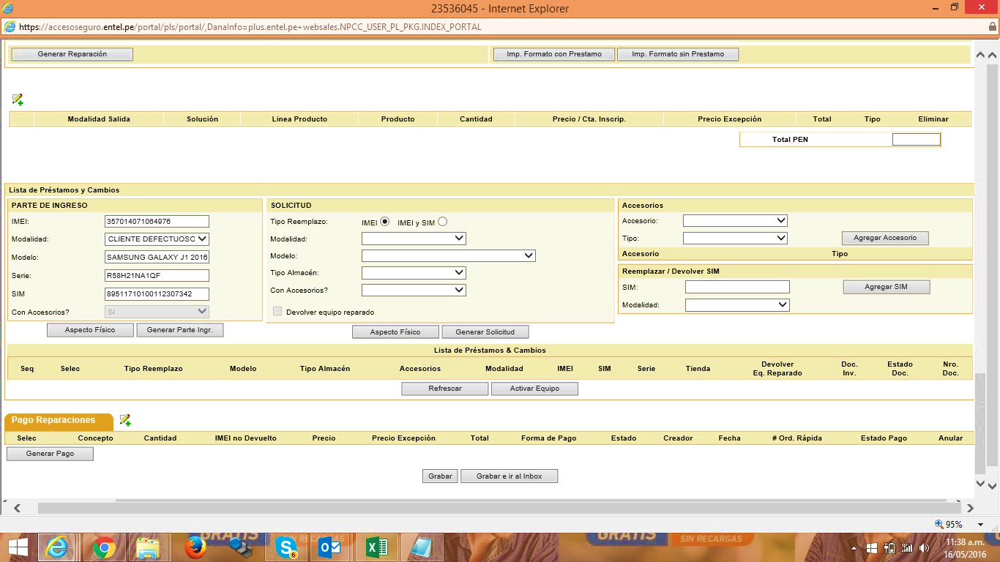 23536045 - Internet Explorer
https://accesoseguro.entel.pe/portal/pls/portal/,DanaInfo=plus.entel.pe+websales.NPCC_USER_PL_PKG.INDEX_PORTAL
Generar Reparación Imp. Formato con Prestamo Imp. Formato sin Prestamo
Modalidad Salida Solución Linea Producto Producto Cantidad Precio / Cta. Inscrip. Precio Excepción Total Tipo Eliminar
Total PEN
Lista de Préstamos y Cambios
PARTE DE INGRESO
IMEI: 357014071064976
Modalidad: CLIENTE DEFECTUOSO
Modelo: SAMSUNG GALAXY J1 2016
Serie: R58H21NA1QF
SIM 89511710100112307342
Con Accesorios? Si
Aspecto Físico Generar Parte Ingr.
SOLICITUD
Tipo Reemplazo: IMEI IMEI y SIM
Modalidad:
Modelo:
Tipo Almacén:
Con Accesorios?
Devolver equipo reparado
Aspecto Físico Generar Solicitud
Accesorios
Accesorio:
Tipo: Agregar Accesorio
Accesorio Tipo
Reemplazar / Devolver SIM
SIM: Agregar SIM
Modalidad:
Lista de Préstamos & Cambios
Seq Selec Tipo Reemplazo Modelo Tipo Almacén Accesorios Modalidad IMEI SIM Serie Tienda Devolver Eq. Reparado Doc. Inv. Estado Doc. Nro. Doc.
Refrescar Activar Equipo
Pago Reparaciones
Selec Concepto Cantidad IMEI no Devuelto Precio Precio Excepción Total Forma de Pago Estado Creador Fecha # Ord. Rápida Estado Pago Anular
Generar Pago
Grabar Grabar e ir al Inbox
95%
GRATIS
SIN RECARGAS
GRATIS
SIN RECARGAS
6
11:38 a.m.
16/05/2016